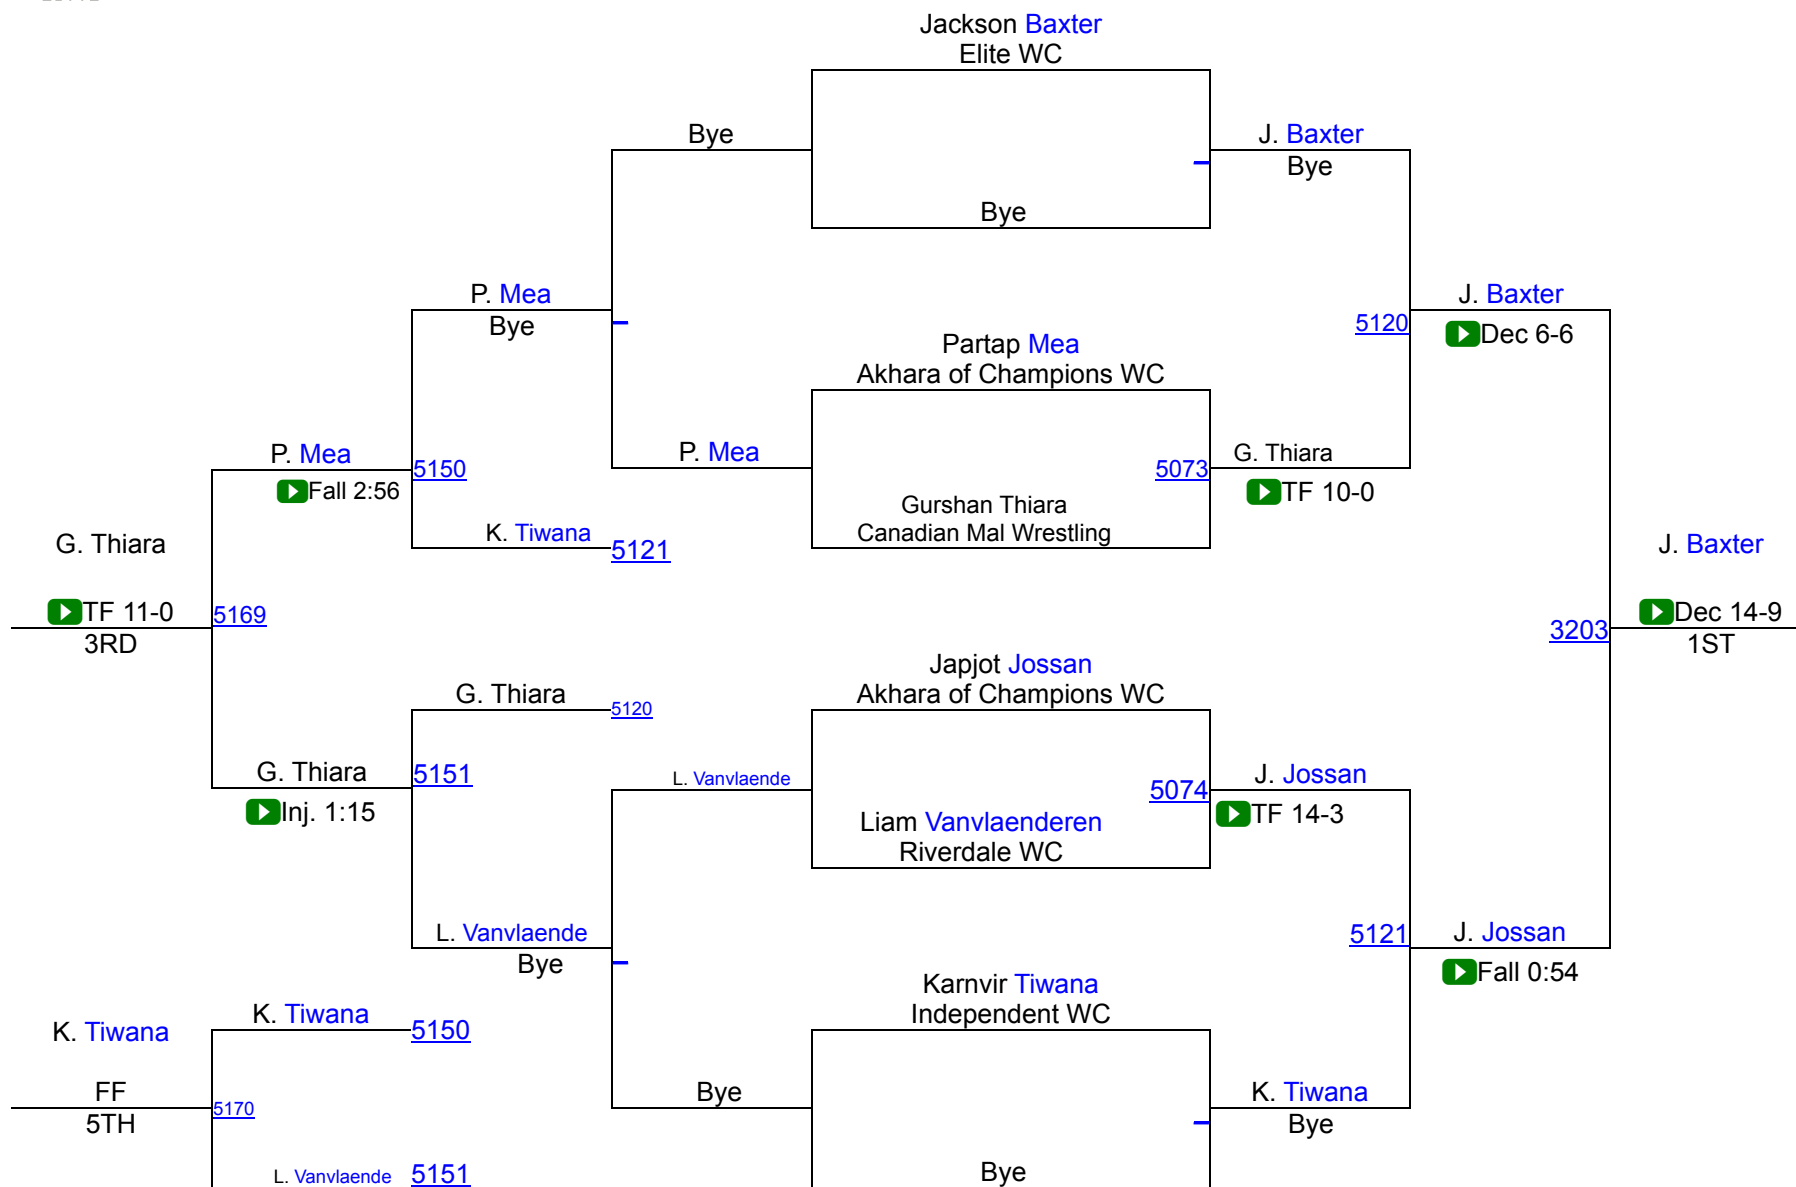 Jackson Baxter
Elite WC
Bye
J. Baxter
Bye
Bye
P. Mea
Bye
J. Baxter
5120
Dec 6-6
Partap Mea
Akhara of Champions WC
P. Mea
Fall 2:56
5150
P. Mea
5073
G. Thiara
TF 10-0
Gurshan Thiara
Canadian Mal Wrestling
K. Tiwana
5121
G. Thiara
TF 11-0
3RD
5169
J. Baxter
3203
Dec 14-9
1ST
Japjot Jossan
Akhara of Champions WC
G. Thiara
5120
G. Thiara
Inj. 1:15
5151
L. Vanvlaende
5074
J. Jossan
TF 14-3
Liam Vanvlaenderen
Riverdale WC
L. Vanvlaende
Bye
5121
J. Jossan
Fall 0:54
Karnvir Tiwana
Independent WC
K. Tiwana
K. Tiwana
5150
FF
5TH
5170
Bye
K. Tiwana
Bye
L. Vanvlaende
5151
Bye